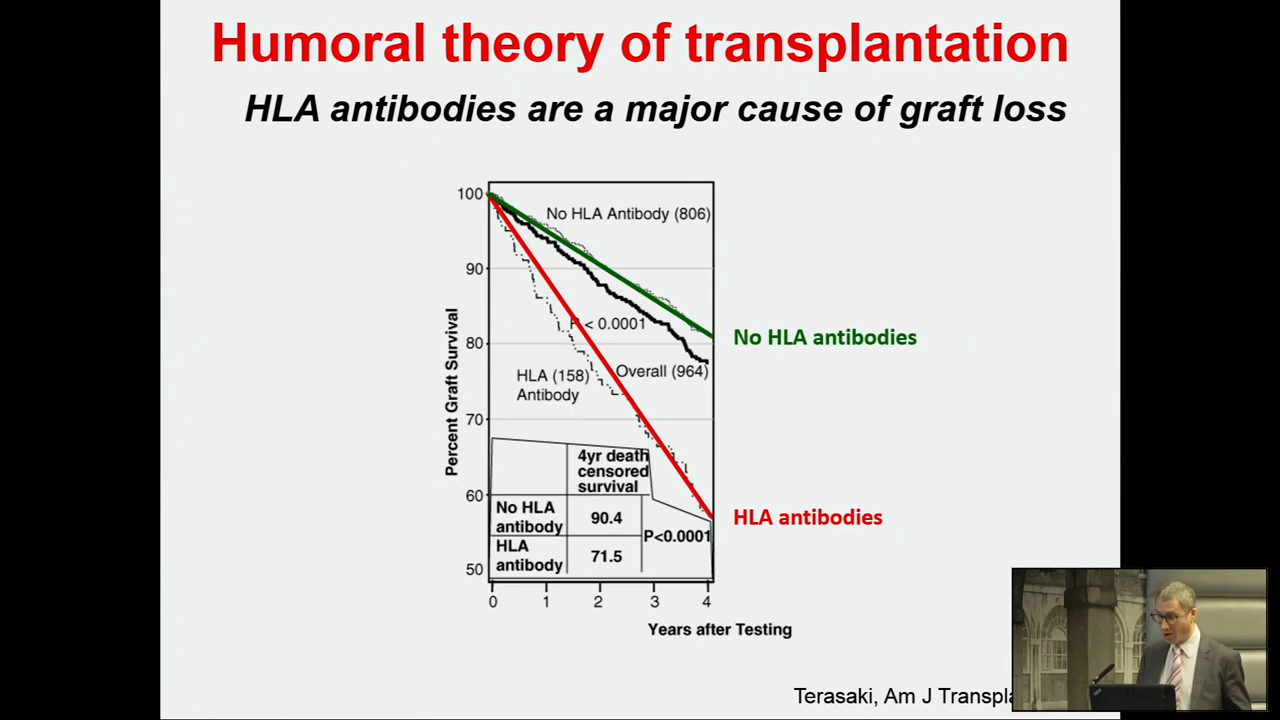 Humoral theory of transplantation
HLA antibodies are a major cause of graft loss
100
90
80
70
60
50
Percent Graft Survival
No HLA Antibody (806)
P < 0.0001
HLA (158)
Antibody
Overall (964)
No HLA antibodies
HLA antibodies
4yr death
censored
survival
No HLA
antibody
90.4
HLA
antibody
71.5
P<0.0001
0 1 2 3 4
Years after Testing
Terasaki, Am J